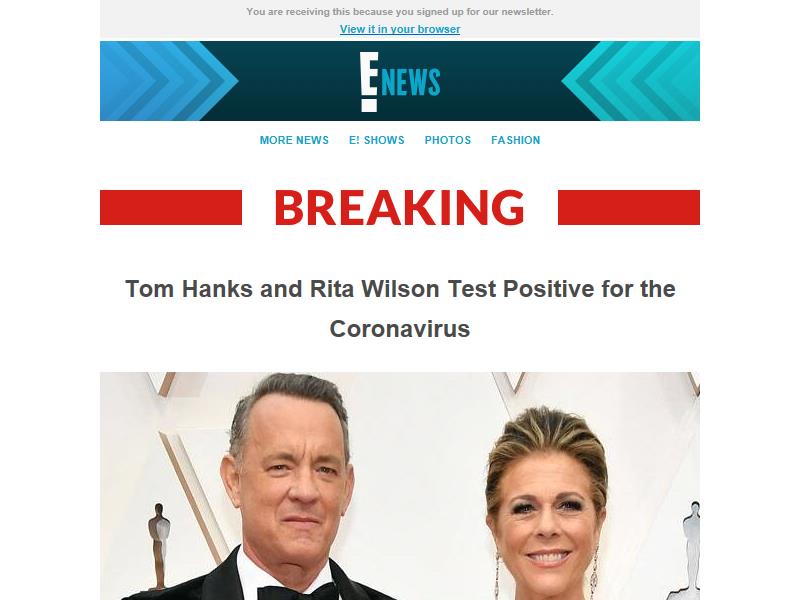 You are receiving this because you signed up for our newsletter.
View it in your browser
E! NEWS
MORE NEWS E! SHOWS PHOTOS FASHION
BREAKING
Tom Hanks and Rita Wilson Test Positive for the
Coronavirus